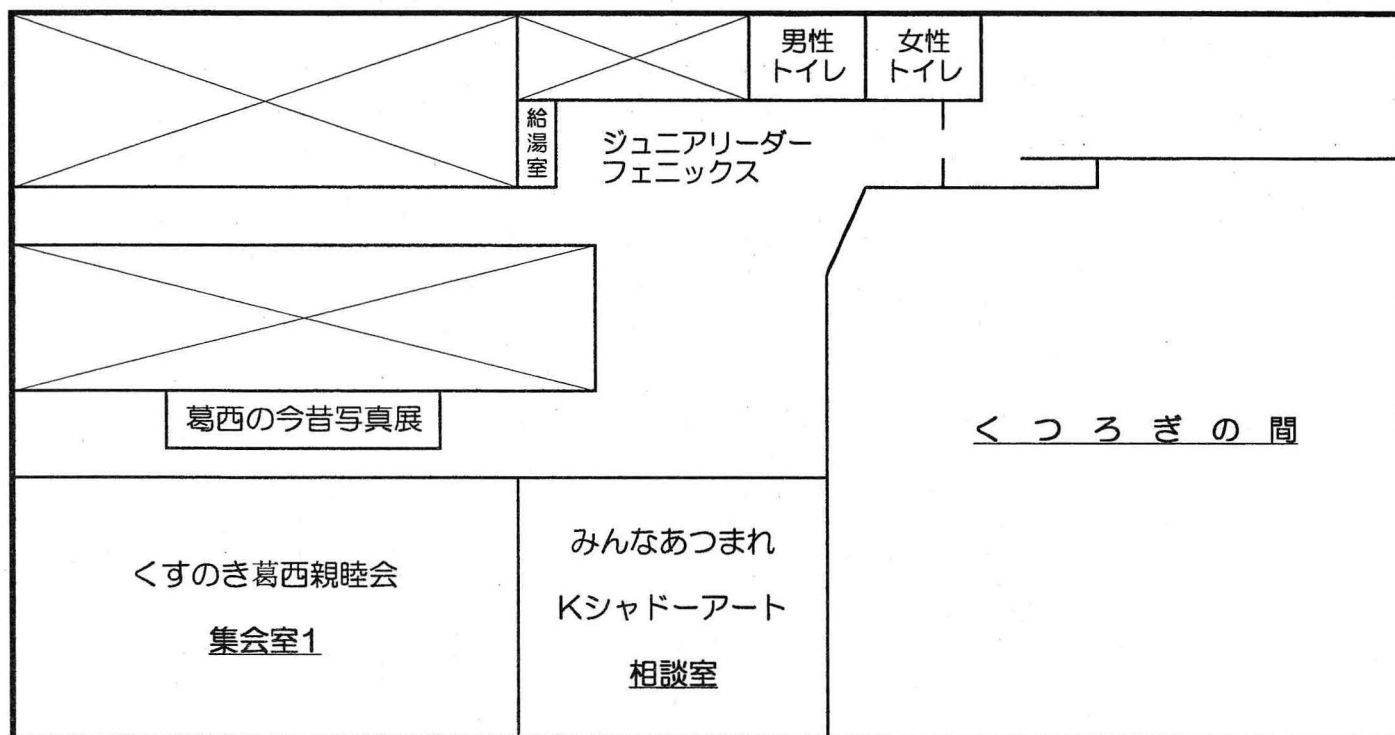 男性
トイレ
女性
トイレ
給湯室
ジュニアリーダー
フェニックス
葛西の今昔写真展
くつろぎの間
くすのき葛西親睦会
集会室1
みんなあつまれ
Kシャドーアート
相談室